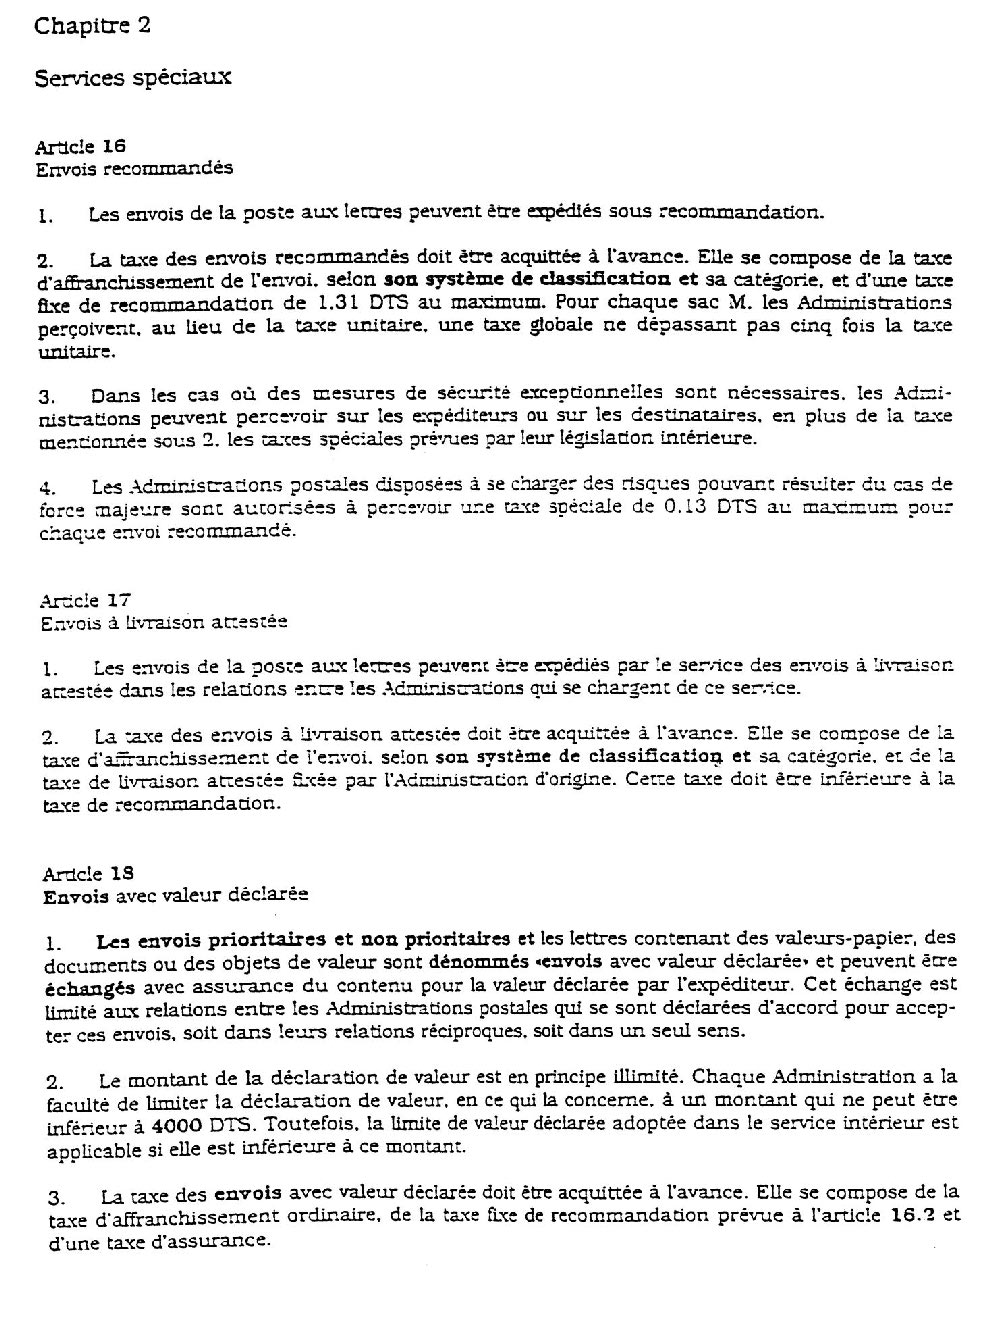 Chapitre 2
Services spéciaux
Article 16
Envois recommandés
1. Les envois de la poste aux lettres peuvent être expédiés sous recommandation.
2. La taxe des envois recommandés doit être acquittée à l'avance. Elle se compose de la taxe
d'affranchissement de l'envoi, selon son système de classification et sa catégorie, et d'une taxe
fixe de recommandation de 1,31 DTS au maximum. Pour chaque sac M, les Administrations
perçoivent, au lieu de la taxe unitaire, une taxe globale ne dépassant pas cinq fois la taxe
unitaire.
3. Dans les cas où des mesures de sécurité exceptionnelles sont nécessaires, les Admi-
nistrations peuvent percevoir sur les expéditeurs ou sur les destinataires, en plus de la taxe
mentionnée sous 2, les taxes spéciales prévues par leur législation intérieure.
4. Les Administrations postales disposées à se charger des risques pouvant résulter du cas de
force majeure sont autorisées à percevoir une taxe spéciale de 0,13 DTS au maximum pour
chaque envoi recommandé.
Article 17
Envois à livraison attestée
1. Les envois de la poste aux lettres peuvent être expédiés par le service des envois à livraison
attestée dans les relations entre les Administrations qui se chargent de ce service.
2. La taxe des envois à livraison attestée doit être acquittée à l'avance. Elle se compose de la
taxe d'affranchissement de l'envoi, selon son système de classification et sa catégorie, et de la
taxe de livraison attestée fixée par l'Administration d'origine. Cette taxe doit être inférieure à la
taxe de recommandation.
Article 18
Envois avec valeur déclarée
1. Les envois prioritaires et non prioritaires et les lettres contenant des valeurs-papier, des
documents ou des objets de valeur sont dénommés «envois avec valeur déclarée» et peuvent être
échangés avec assurance du contenu pour la valeur déclarée par l'expéditeur. Cet échange est
limité aux relations entre les Administrations postales qui se sont déclarées d'accord pour accep-
ter ces envois, soit dans leurs relations réciproques, soit dans un seul sens.
2. Le montant de la déclaration de valeur est en principe illimité. Chaque Administration a la
faculté de limiter la déclaration de valeur, en ce qui la concerne, à un montant qui ne peut être
inférieur à 4000 DTS. Toutefois, la limite de valeur déclarée adoptée dans le service intérieur est
applicable si elle est inférieure à ce montant.
3. La taxe des envois avec valeur déclarée doit être acquittée à l'avance. Elle se compose de la
taxe d'affranchissement ordinaire, de la taxe fixe de recommandation prévue à l'article 16.2 et
d'une taxe d'assurance.